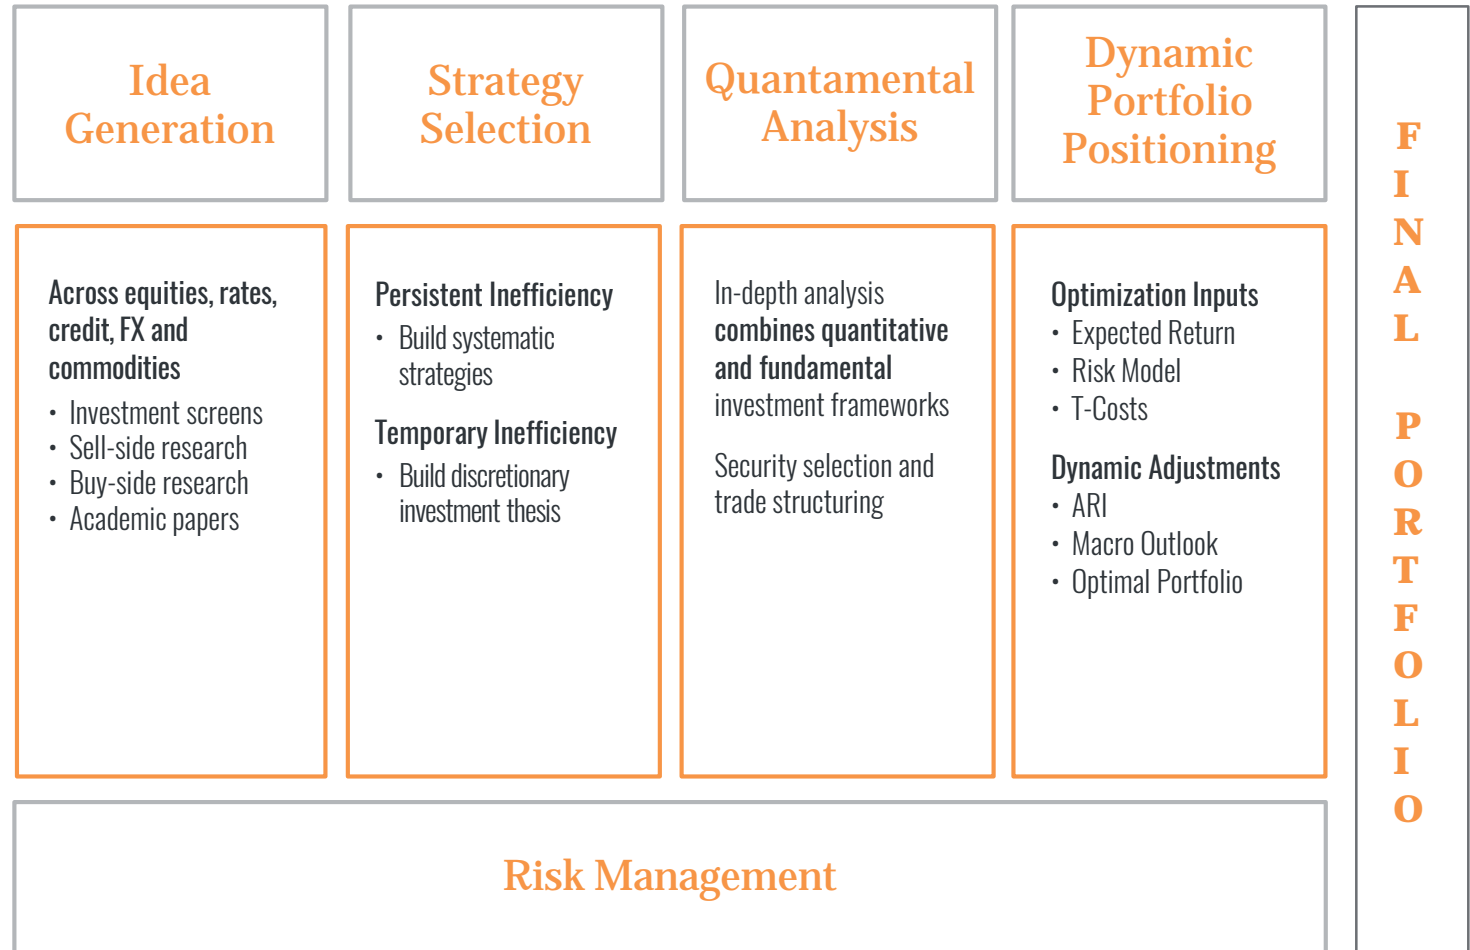 Idea
Generation
Strategy
Selection
Quantamental
Analysis
Dynamic
Portfolio
Positioning
Across equities, rates,
credit, FX and
commodities
• Investment screens
• Sell-side research
• Buy-side research
• Academic papers
Persistent Inefficiency
• Build systematic
strategies
Temporary Inefficiency
• Build discretionary
investment thesis
In-depth analysis
combines quantitative
and fundamental
investment frameworks
Security selection and
trade structuring
Optimization Inputs
• Expected Return
• Risk Model
• T-Costs
Dynamic Adjustments
• ARI
• Macro Outlook
• Optimal Portfolio
Risk Management
FINAL PORTFOLIO